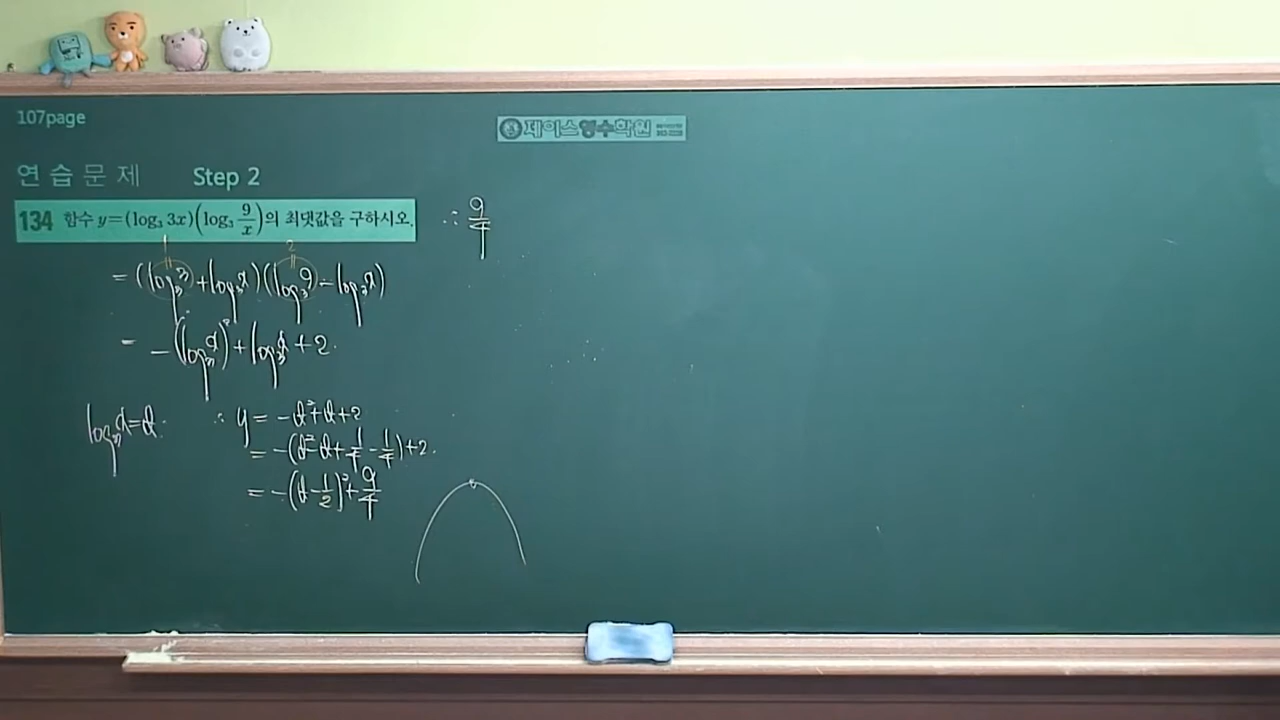 107page
제이스영수학원
연습문제 Step 2
134 함수 y=(log₃ 3x)(log₃ 9/x)의 최댓값을 구하시오.
∴ 9/4
1 2
= (log₃3+log₃x)(log₃9-log₃x)
= -(log₃x)²+log₃x+2
log₃x=t ∴ y=-t²+t+2
=-(t²-t+1/4-1/4)+2
=-(t-1/2)²+9/4